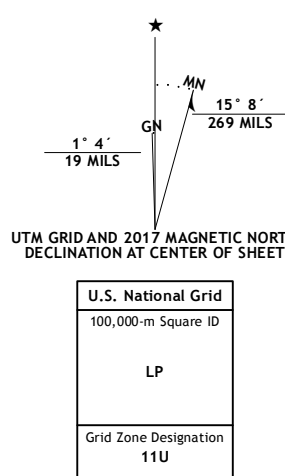 ★
MN
GN
15° 8´
269 MILS
1° 4´
19 MILS
UTM GRID AND 2017 MAGNETIC NORT
DECLINATION AT CENTER OF SHEET
U.S. National Grid
100,000-m Square ID
LP
Grid Zone Designation
11U